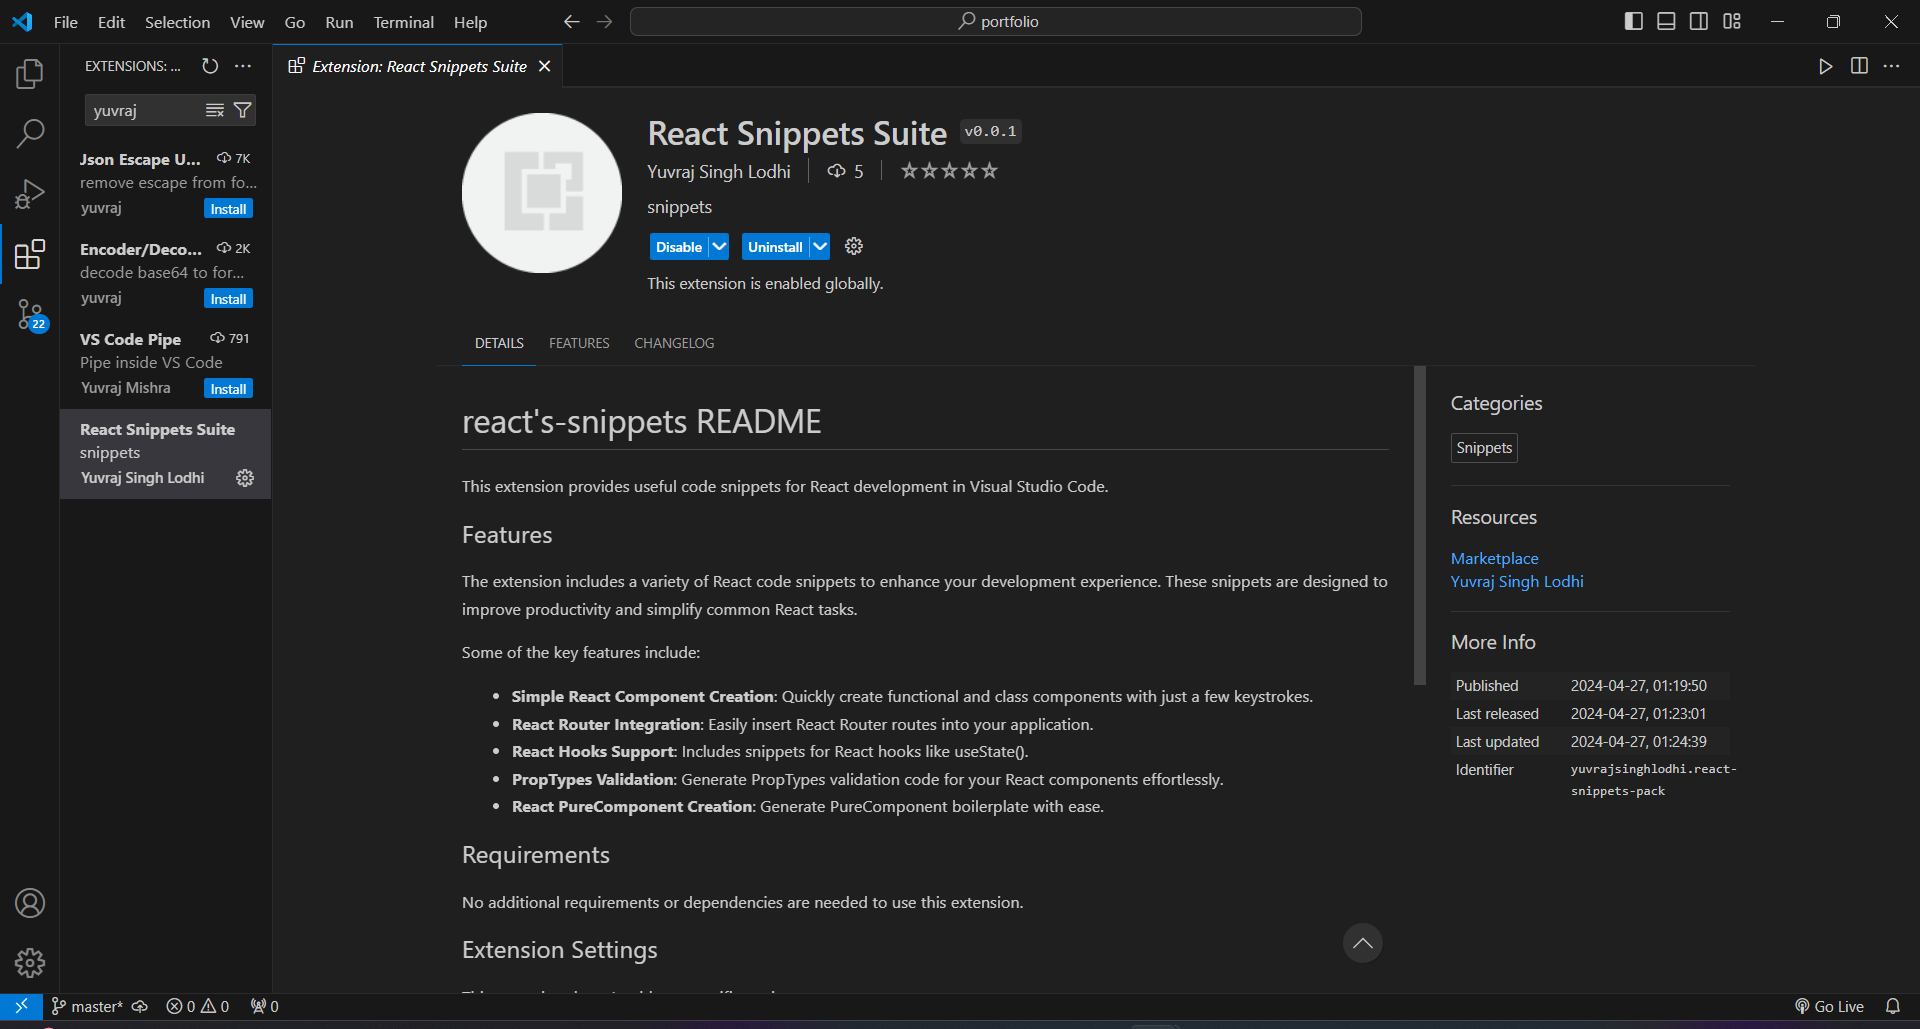 File Edit Selection View Go Run Terminal Help
portfolio
EXTENSIONS: ...
yuvraj
Json Escape U... 7K
remove escape from fo...
yuvraj Install
Encoder/Deco... 2K
decode base64 to for...
yuvraj Install
VS Code Pipe 791
Pipe inside VS Code
Yuvraj Mishra Install
React Snippets Suite
snippets
Yuvraj Singh Lodhi
22
Extension: React Snippets Suite
React Snippets Suite v0.0.1
Yuvraj Singh Lodhi 5
snippets
Disable Uninstall
This extension is enabled globally.
DETAILS FEATURES CHANGELOG
react's-snippets README
This extension provides useful code snippets for React development in Visual Studio Code.
Features
The extension includes a variety of React code snippets to enhance your development experience. These snippets are designed to
improve productivity and simplify common React tasks.
Some of the key features include:
• Simple React Component Creation: Quickly create functional and class components with just a few keystrokes.
• React Router Integration: Easily insert React Router routes into your application.
• React Hooks Support: Includes snippets for React hooks like useState().
• PropTypes Validation: Generate PropTypes validation code for your React components effortlessly.
• React PureComponent Creation: Generate PureComponent boilerplate with ease.
Requirements
No additional requirements or dependencies are needed to use this extension.
Extension Settings
Categories
Snippets
Resources
Marketplace
Yuvraj Singh Lodhi
More Info
Published 2024-04-27, 01:19:50
Last released 2024-04-27, 01:23:01
Last updated 2024-04-27, 01:24:39
Identifier yuvrajsinghlodhi.react-
snippets-pack
master* 0 0 0 Go Live